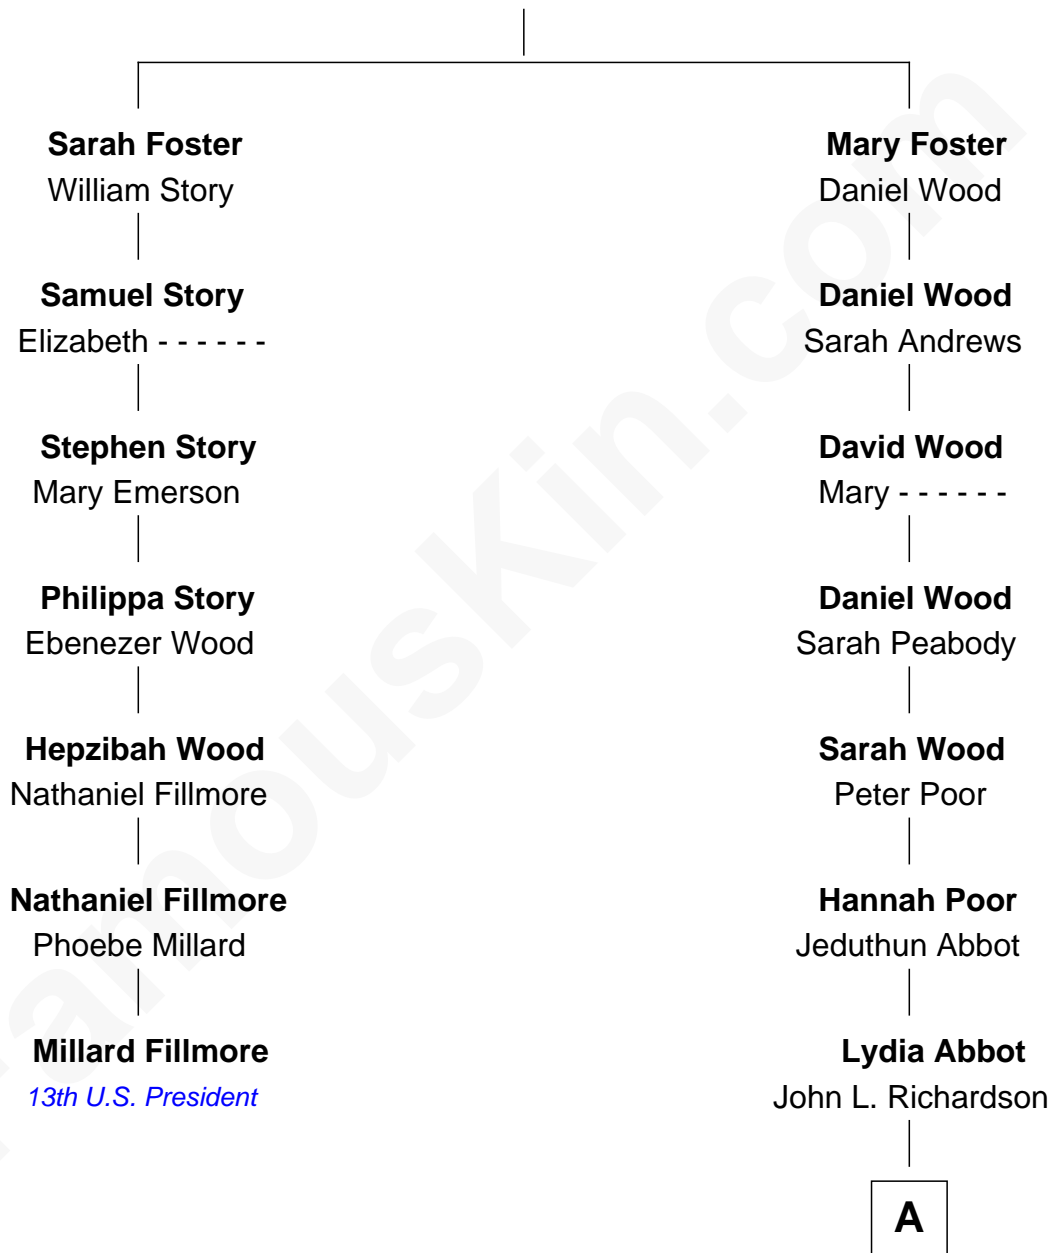 Sarah Foster
William Story
Mary Foster
Daniel Wood
Samuel Story
Elizabeth - - - - - -
Daniel Wood
Sarah Andrews
Stephen Story
Mary Emerson
David Wood
Mary - - - - - -
Philippa Story
Ebenezer Wood
Daniel Wood
Sarah Peabody
Hepzibah Wood
Nathaniel Fillmore
Sarah Wood
Peter Poor
Nathaniel Fillmore
Phoebe Millard
Hannah Poor
Jeduthun Abbot
Millard Fillmore
13th U.S. President
Lydia Abbot
John L. Richardson
A
FamousKin.com